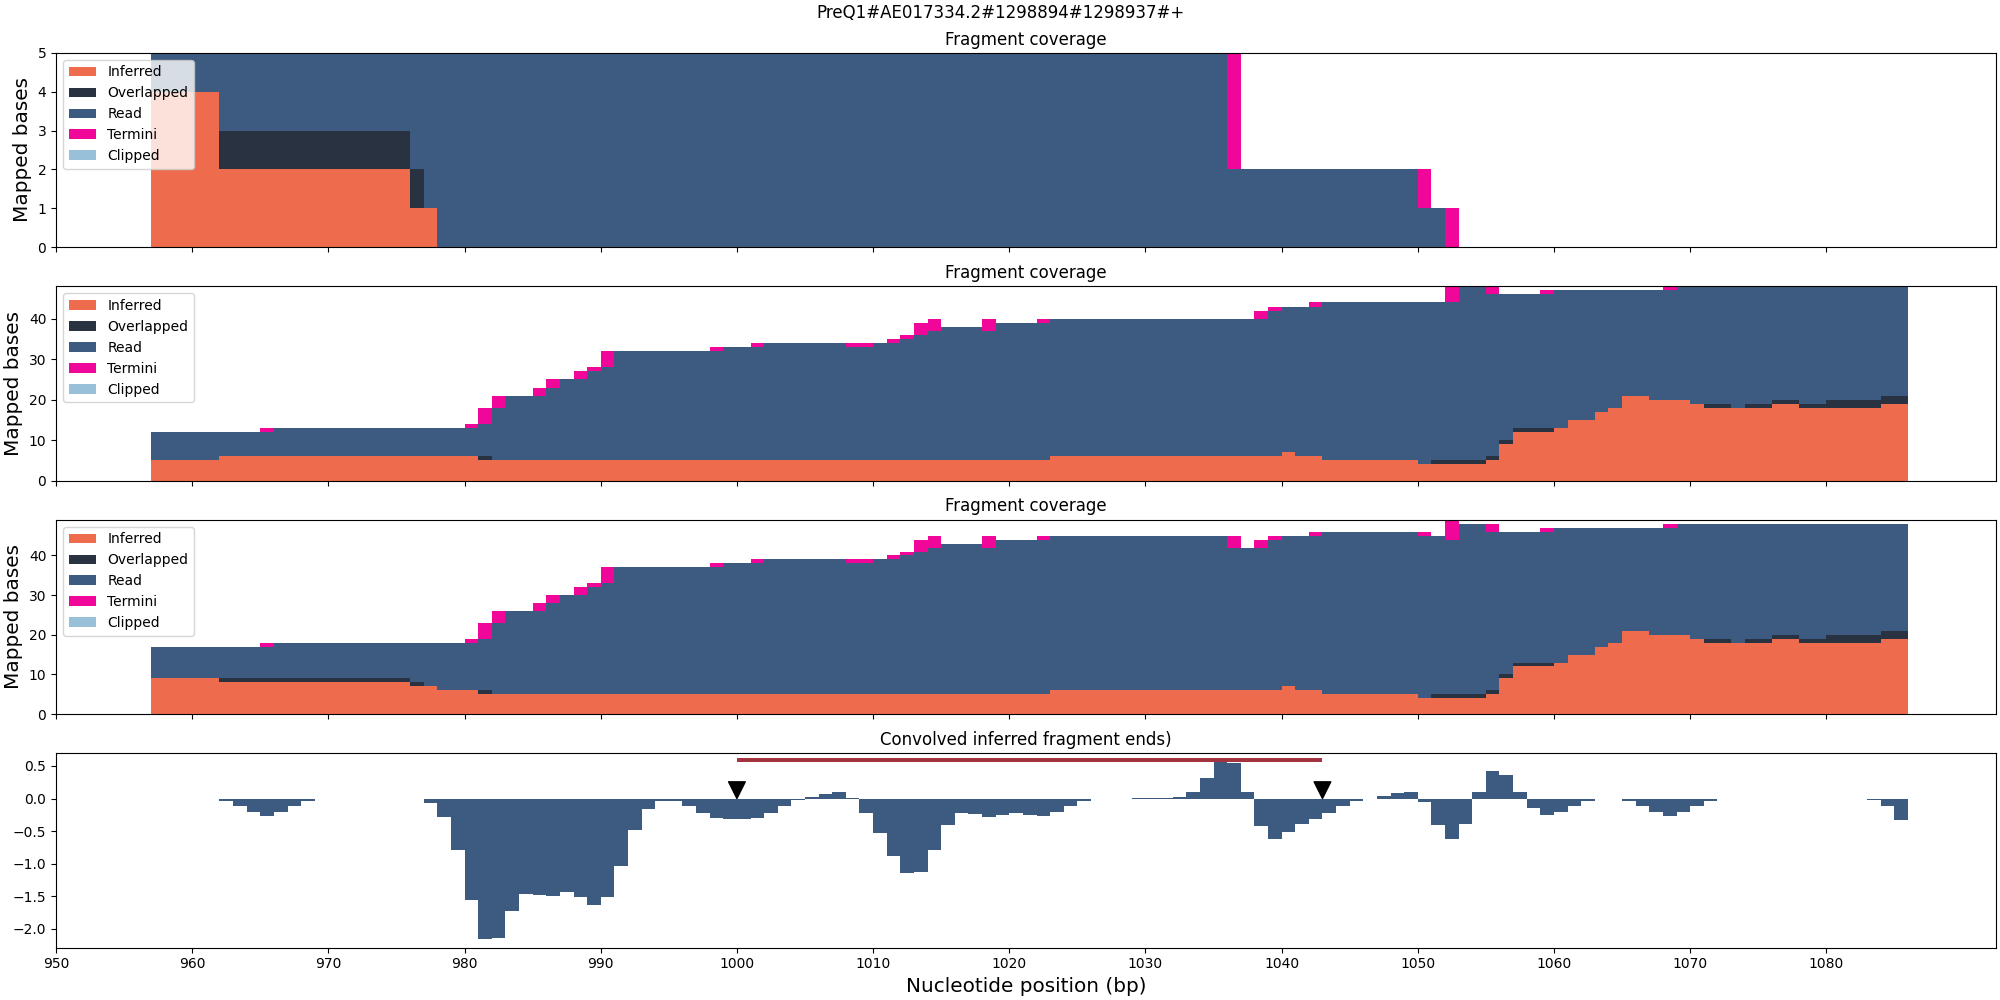 PreQ1#AE017334.2#1298894#1298937#+
Fragment coverage
Mapped bases
5
4
3
2
1
0
Inferred
Overlapped
Read
Termini
Clipped
Fragment coverage
Mapped bases
40
30
20
10
0
Inferred
Overlapped
Read
Termini
Clipped
Fragment coverage
Mapped bases
40
30
20
10
0
Inferred
Overlapped
Read
Termini
Clipped
Convolved inferred fragment ends)
0.5
0.0
−0.5
−1.0
−1.5
−2.0
950 960 970 980 990 1000 1010 1020 1030 1040 1050 1060 1070 1080
Nucleotide position (bp)